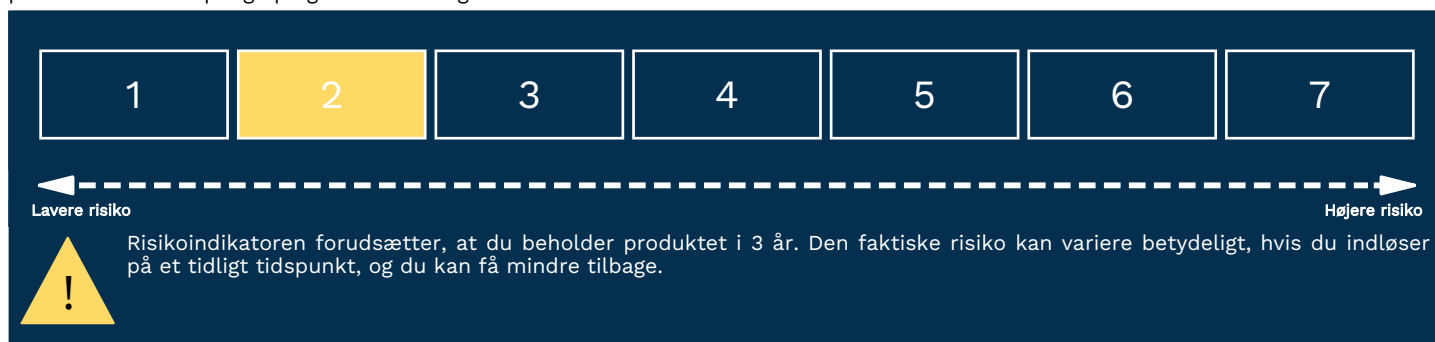 1 2 3 4 5 6 7
Lavere risiko Højere risiko
Risikoindikatoren forudsætter, at du beholder produktet i 3 år. Den faktiske risiko kan variere betydeligt, hvis du indløser
på et tidligt tidspunkt, og du kan få mindre tilbage.
!